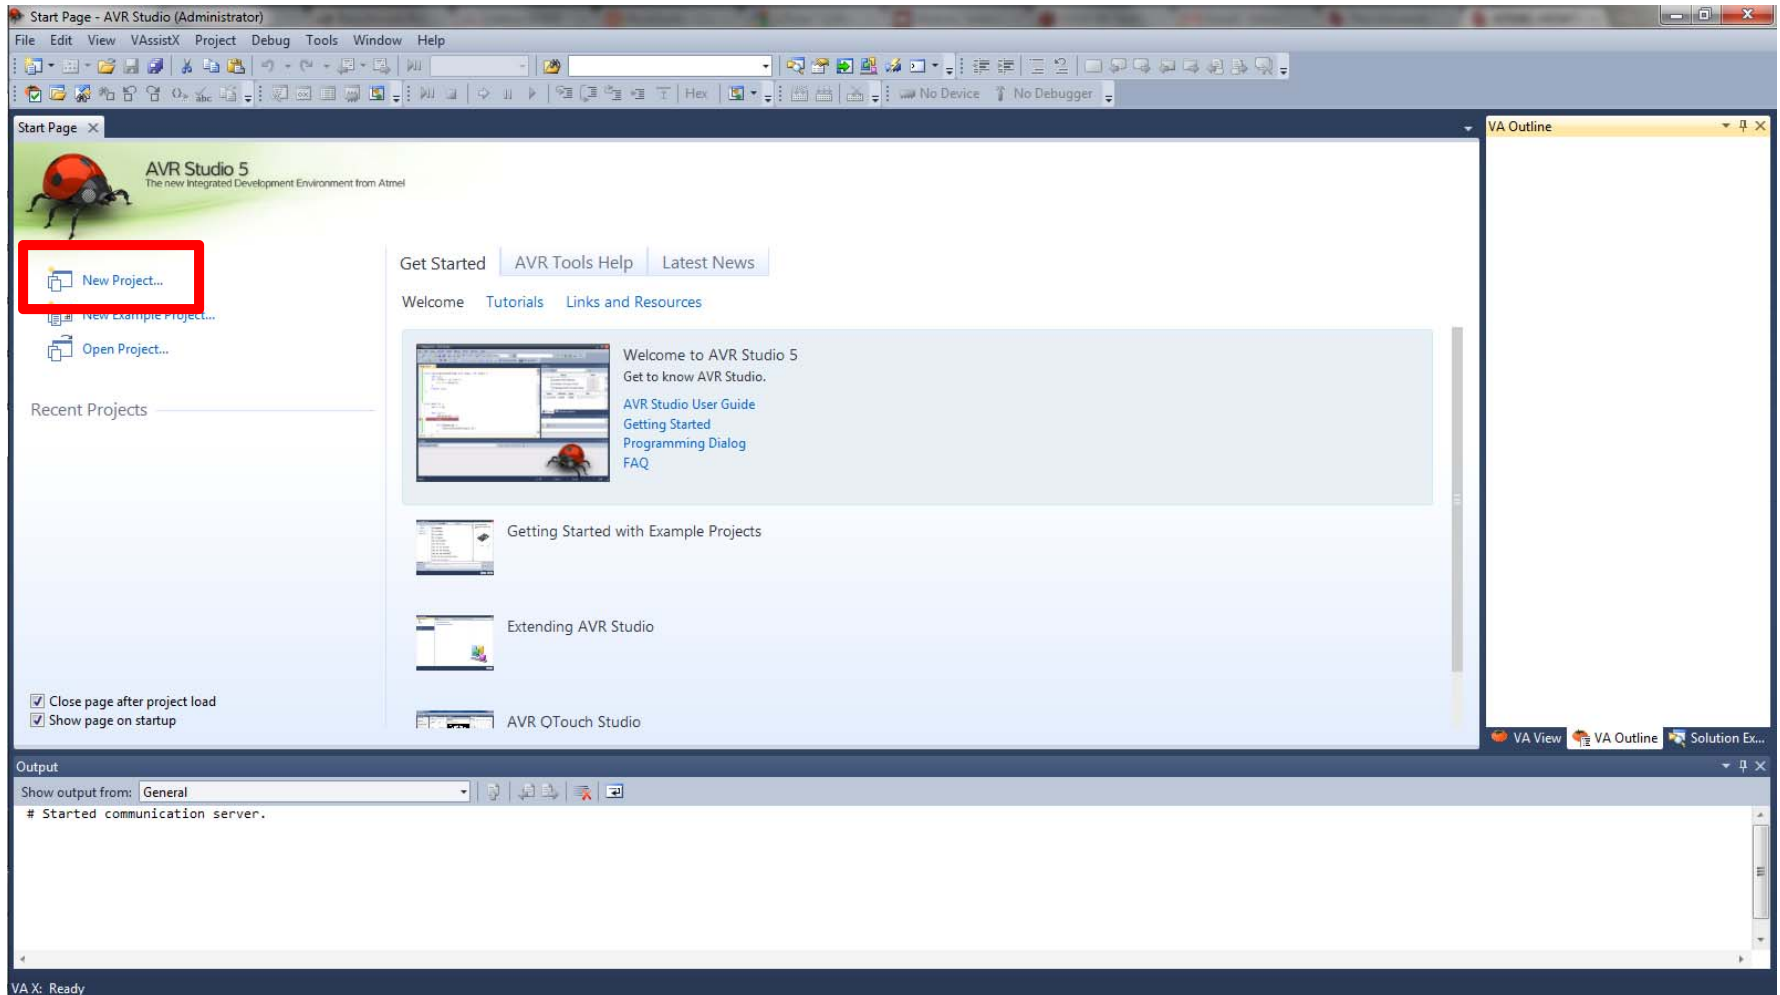 Start Page - AVR Studio (Administrator)
File Edit View VAssistX Project Debug Tools Window Help
Hex
No Device No Debugger
Start Page
VA Outline
AVR Studio 5
The new Integrated Development Environment from Atmel
New Project...
New Example Project...
Open Project...
Recent Projects
Close page after project load
Show page on startup
Get Started AVR Tools Help Latest News
Welcome Tutorials Links and Resources
Welcome to AVR Studio 5
Get to know AVR Studio.
AVR Studio User Guide
Getting Started
Programming Dialog
FAQ
Getting Started with Example Projects
Extending AVR Studio
AVR QTouch Studio
VA View VA Outline Solution Ex...
Output
Show output from: General
# Started communication server.
VA X: Ready